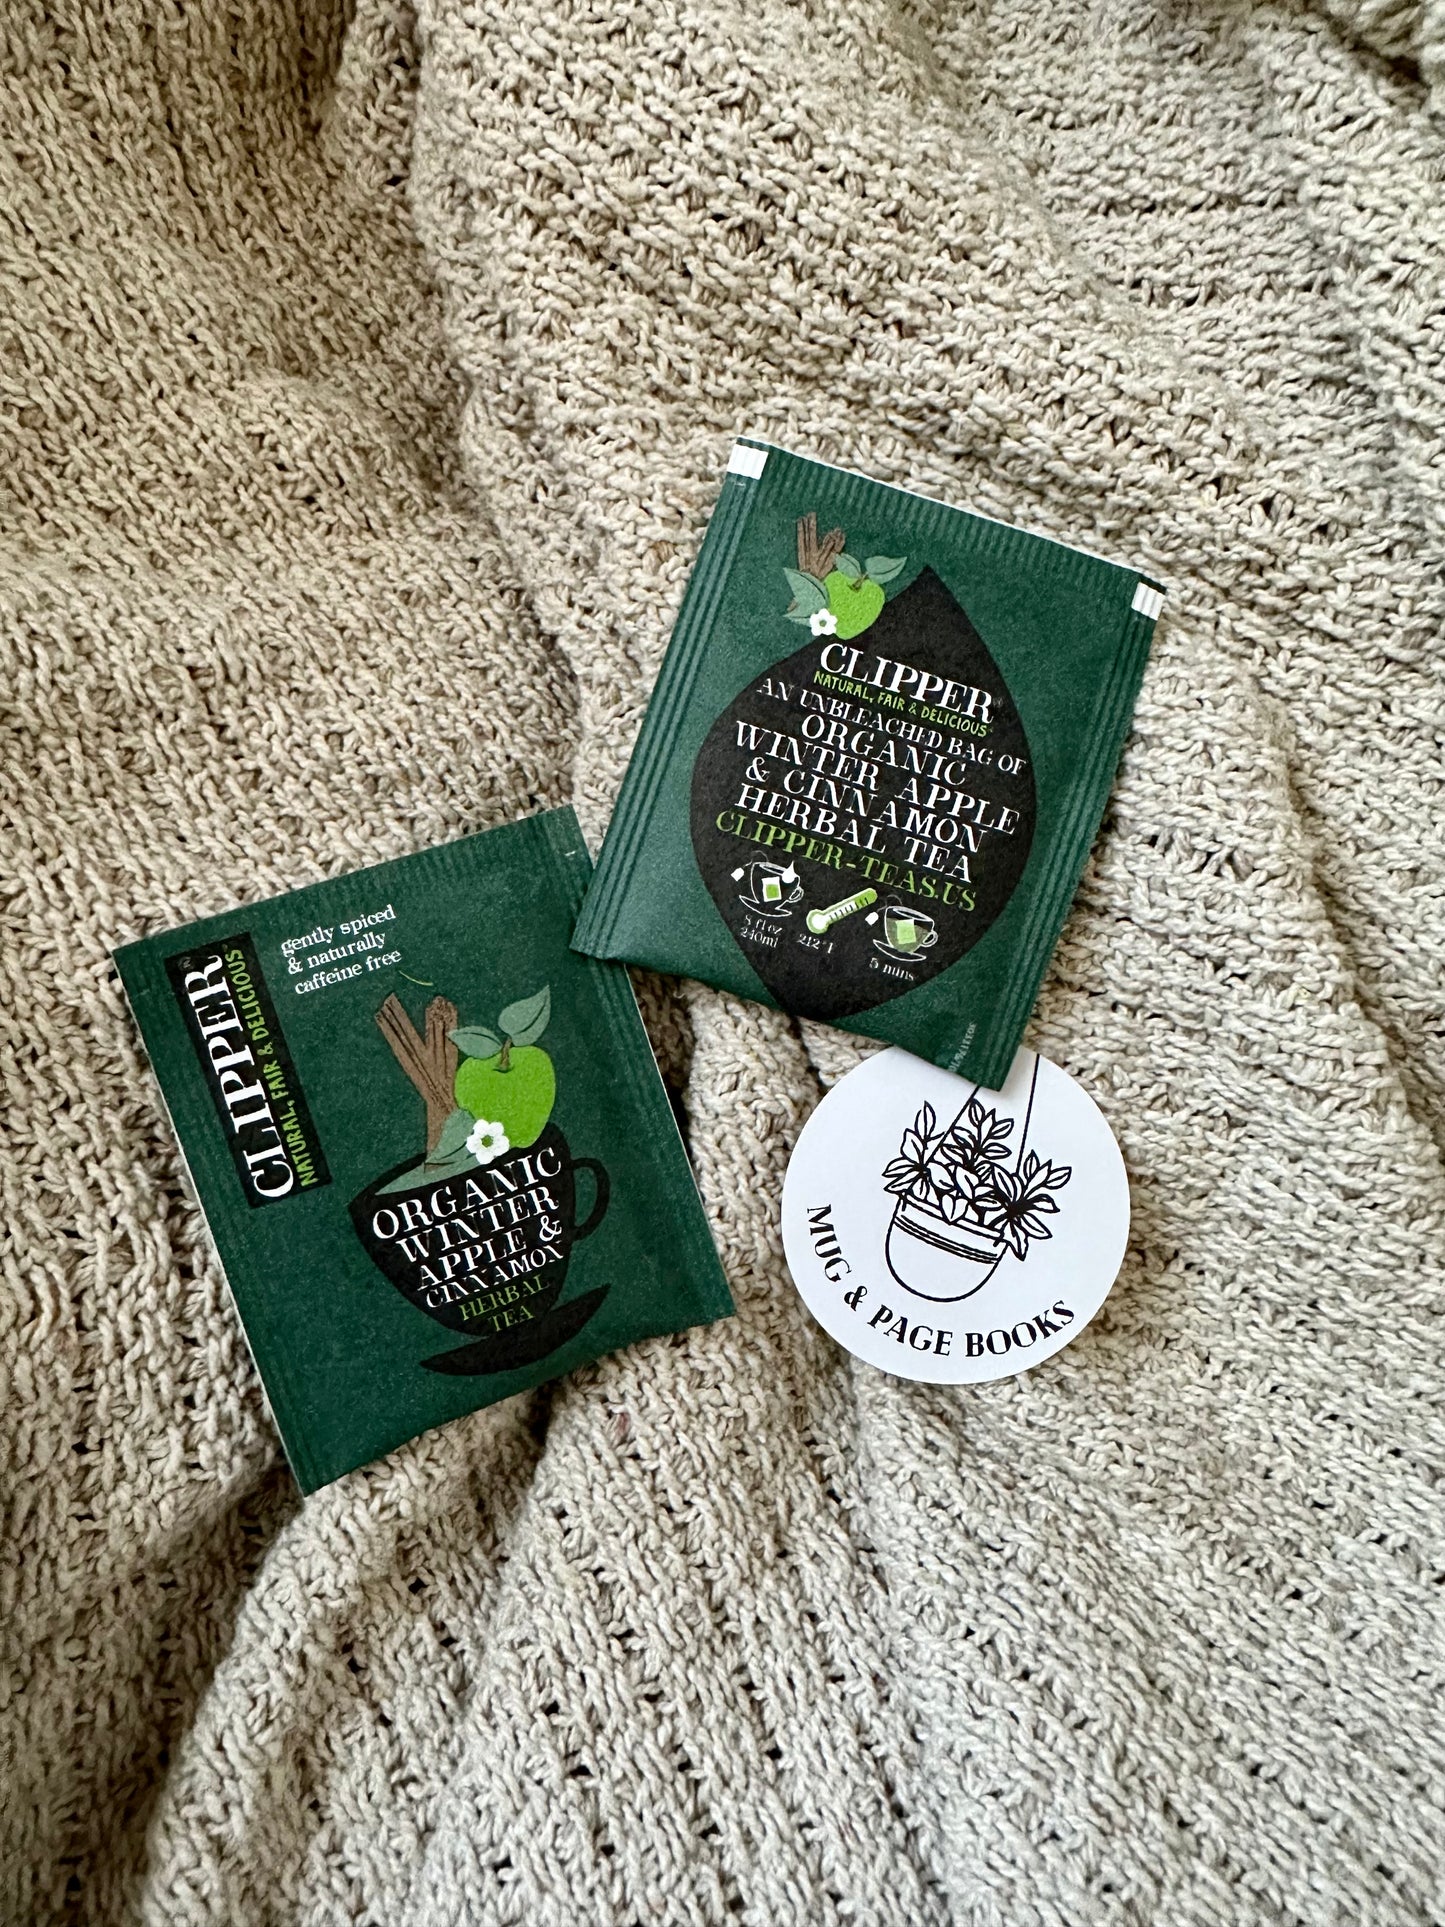 CLIPPER®
NATURAL, FAIR & DELICIOUS®
AN UNBLEACHED BAG OF
ORGANIC
WINTER APPLE
& CINNAMON
HERBAL TEA
CLIPPER-TEAS.US
8 fl oz
240ml
212°F
5 mins
CLIPPER®
NATURAL, FAIR & DELICIOUS®
gently spiced
& naturally
caffeine free
ORGANIC
WINTER
APPLE &
CINNAMON
HERBAL
TEA
MUG & PAGE BOOKS